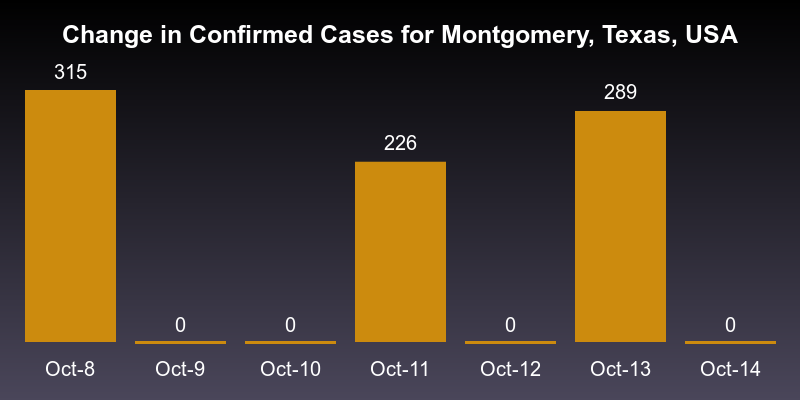 Change in Confirmed Cases for Montgomery, Texas, USA
315
0
0
226
0
289
0
Oct-8
Oct-9
Oct-10
Oct-11
Oct-12
Oct-13
Oct-14